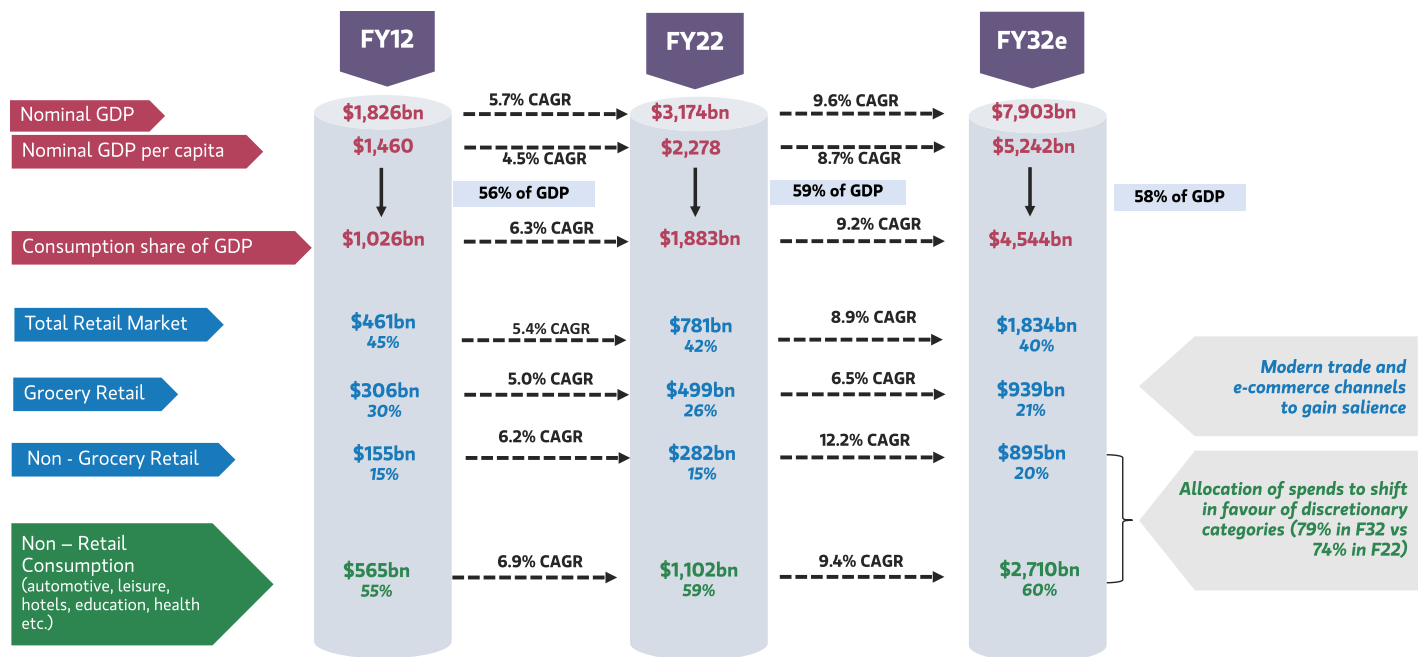 FY12
FY22
FY32e
Nominal GDP
$1,826bn
5.7% CAGR
$3,174bn
9.6% CAGR
$7,903bn
Nominal GDP per capita
$1,460
4.5% CAGR
$2,278
8.7% CAGR
$5,242bn
56% of GDP
59% of GDP
58% of GDP
Consumption share of GDP
$1,026bn
6.3% CAGR
$1,883bn
9.2% CAGR
$4,544bn
Total Retail Market
$461bn
45%
5.4% CAGR
$781bn
42%
8.9% CAGR
$1,834bn
40%
Grocery Retail
$306bn
30%
5.0% CAGR
$499bn
26%
6.5% CAGR
$939bn
21%
Modern trade and
e-commerce channels
to gain salience
Non - Grocery Retail
$155bn
15%
6.2% CAGR
$282bn
15%
12.2% CAGR
$895bn
20%
Allocation of spends to shift
in favour of discretionary
categories (79% in F32 vs
74% in F22)
Non – Retail
Consumption
(automotive, leisure,
hotels, education, health
etc.)
$565bn
55%
6.9% CAGR
$1,102bn
59%
9.4% CAGR
$2,710bn
60%